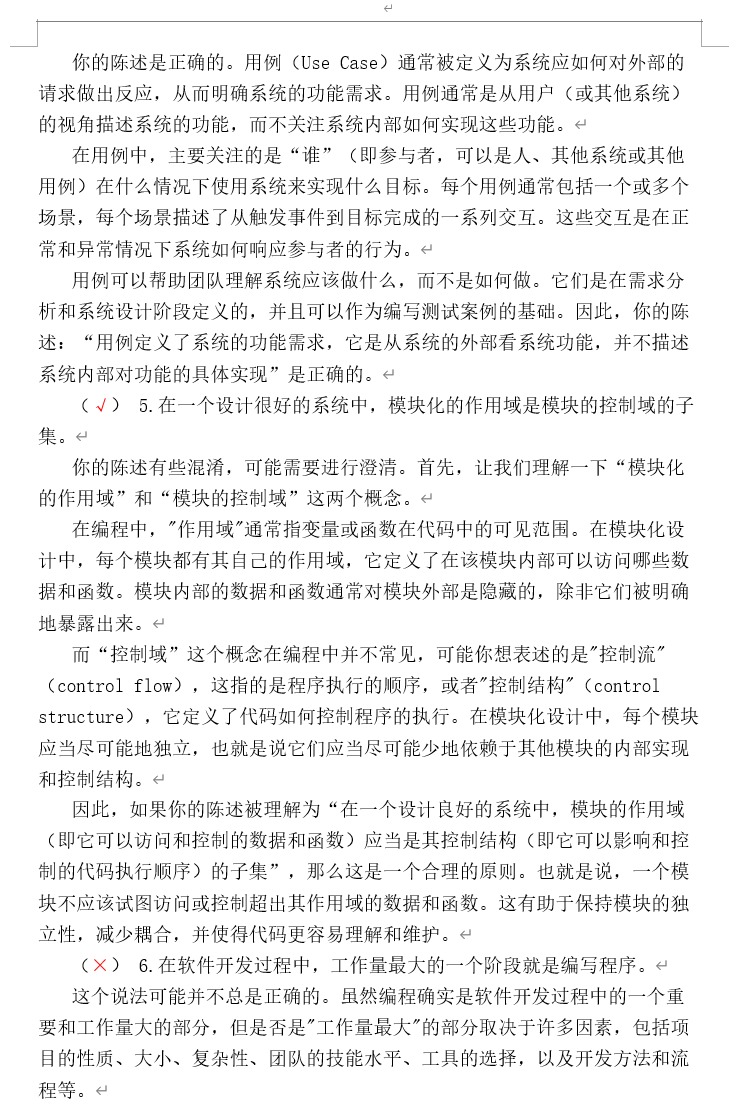 你的陈述是正确的。用例（Use Case）通常被定义为系统应如何对外部的
请求做出反应，从而明确系统的功能需求。用例通常是从用户（或其他系统）
的视角描述系统的功能，而不关注系统内部如何实现这些功能。↵
在用例中，主要关注的是“谁”（即参与者，可以是人、其他系统或其他
用例）在什么情况下使用系统来实现什么目标。每个用例通常包括一个或多个
场景，每个场景描述了从触发事件到目标完成的一系列交互。这些交互是在正
常和异常情况下系统如何响应参与者的行为。↵
用例可以帮助团队理解系统应该做什么，而不是如何做。它们是在需求分
析和系统设计阶段定义的，并且可以作为编写测试案例的基础。因此，你的陈
述：“用例定义了系统的功能需求，它是从系统的外部看系统功能，并不描述
系统内部对功能的具体实现”是正确的。↵
（√） 5.在一个设计很好的系统中，模块化的作用域是模块的控制域的子
集。↵
你的陈述有些混淆，可能需要进行澄清。首先，让我们理解一下“模块化
的作用域”和“模块的控制域”这两个概念。↵
在编程中，"作用域"通常指变量或函数在代码中的可见范围。在模块化设
计中，每个模块都有其自己的作用域，它定义了在该模块内部可以访问哪些数
据和函数。模块内部的数据和函数通常对模块外部是隐藏的，除非它们被明确
地暴露出来。↵
而“控制域”这个概念在编程中并不常见，可能你想表述的是"控制流"
（control flow），这指的是程序执行的顺序，或者"控制结构"（control
structure），它定义了代码如何控制程序的执行。在模块化设计中，每个模块
应当尽可能地独立，也就是说它们应当尽可能少地依赖于其他模块的内部实现
和控制结构。↵
因此，如果你的陈述被理解为“在一个设计良好的系统中，模块的作用域
（即它可以访问和控制的数据和函数）应当是其控制结构（即它可以影响和控
制的代码执行顺序）的子集”，那么这是一个合理的原则。也就是说，一个模
块不应该试图访问或控制超出其作用域的数据和函数。这有助于保持模块的独
立性，减少耦合，并使得代码更容易理解和维护。↵
（×） 6.在软件开发过程中，工作量最大的一个阶段就是编写程序。↵
这个说法可能并不总是正确的。虽然编程确实是软件开发过程中的一个重
要和工作量大的部分，但是否是"工作量最大"的部分取决于许多因素，包括项
目的性质、大小、复杂性、团队的技能水平、工具的选择，以及开发方法和流
程等。↵